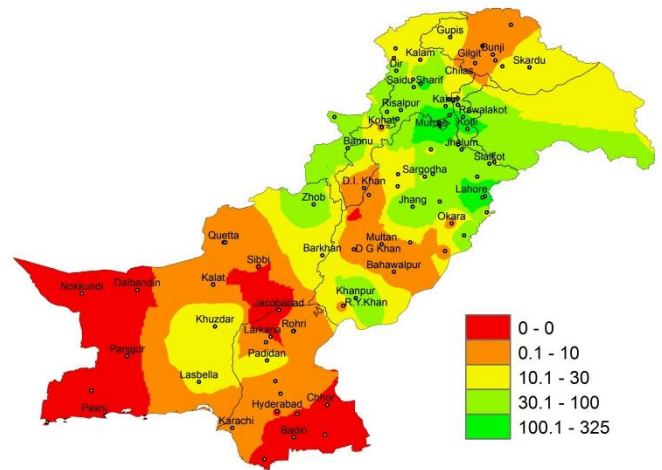 Gupis
Kalam
Gilgit
Bunji
Dir
Chilas
Skardu
Saidu Sharif
Kakul
Risalpur
Rawalakot
Kohat
Kotli
Bannu
Jhelum
Sialkot
Sargodha
D.I. Khan
Lahore
Zhob
Jhang
Okara
Quetta
Multan
Barkhan
D G Khan
Sibbi
Bahawalpur
Kalat
Dalbandin
Nokkundi
Khanpur
R.Y.Khan
Jacobabad
Khuzdar
Rohri
Larkana
Panjgur
Padidan
Lasbella
Pasni
Chhor
Hyderabad
Karachi
Badin
0 - 0
0.1 - 10
10.1 - 30
30.1 - 100
100.1 - 325